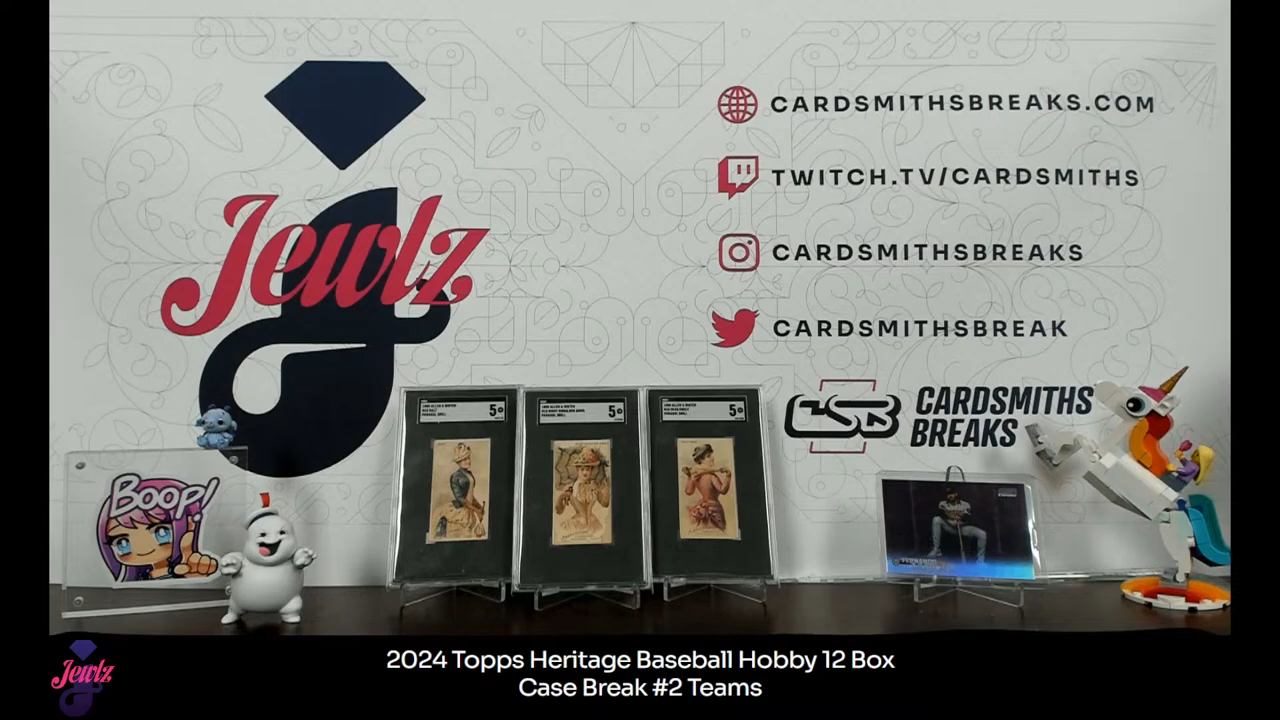 Jewlz
CARDSMITHSBREAKS.COM
TWITCH.TV/CARDSMITHS
CARDSMITHSBREAKS
CARDSMITHSBREAK
CSB
CARDSMITHS
BREAKS
5
5
5
Boop!
Jewlz
2024 Topps Heritage Baseball Hobby 12 Box
Case Break #2 Teams